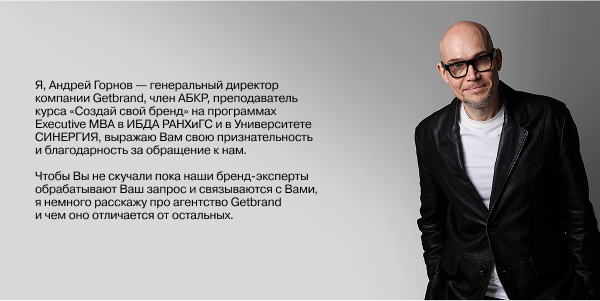 Я, Андрей Горнов — генеральный директор
компании Getbrand, член АБКР, преподаватель
курса «Создай свой бренд» на программах
Executive MBA в ИБДА РАНХиГС и в Университете
СИНЕРГИЯ, выражаю Вам свою признательность
и благодарность за обращение к нам.
Чтобы Вы не скучали пока наши бренд-эксперты
обрабатывают Ваш запрос и связываются с Вами,
я немного расскажу про агентство Getbrand
и чем оно отличается от остальных.